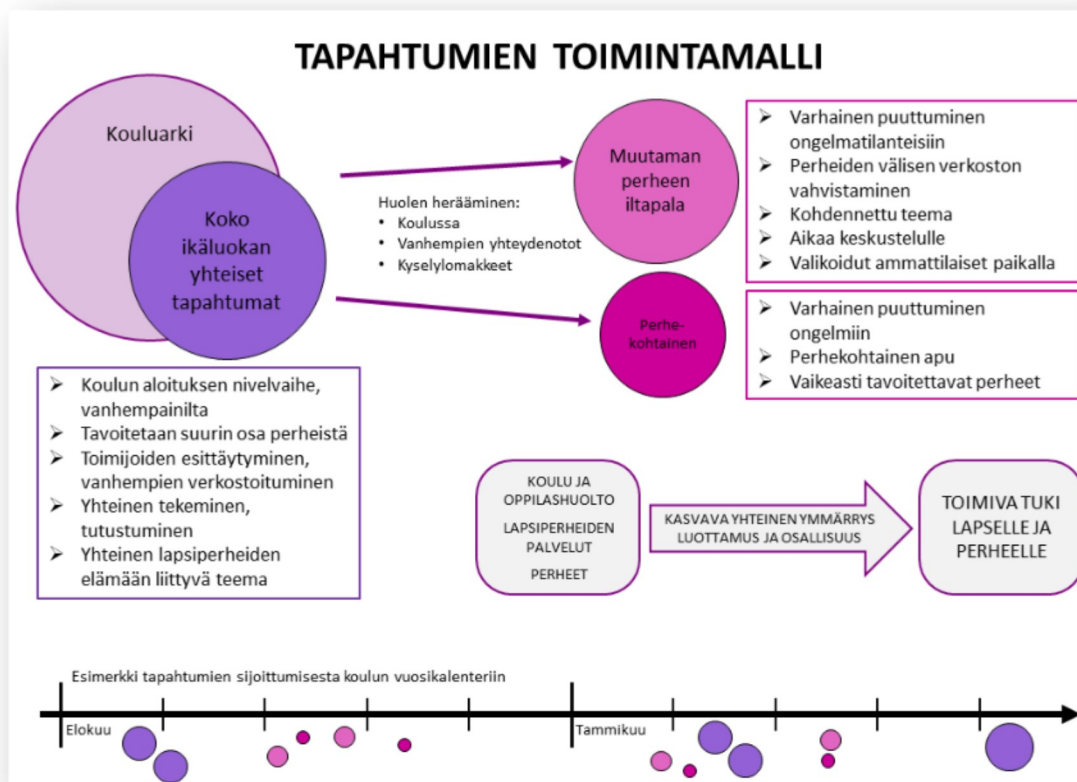 TAPAHTUMIEN TOIMINTAMALLI
Kouluarki
Koko
ikäluokan
yhteiset
tapahtumat
Huolen herääminen:
• Koulussa
• Vanhempien yhteydenotot
• Kyselylomakkeet
Muutaman
perheen
iltapala
➢ Varhainen puuttuminen
ongelmatilanteisiin
➢ Perheiden välisen verkoston
vahvistaminen
➢ Kohdennettu teema
➢ Aikaa keskustelulle
➢ Valikoidut ammattilaiset paikalla
Perhe-
kohtainen
➢ Varhainen puuttuminen
ongelmiin
➢ Perhekohtainen apu
➢ Vaikeasti tavoitettavat perheet
➢ Koulun aloituksen nivelvaihe,
vanhempainilta
➢ Tavoitetaan suurin osa perheistä
➢ Toimijoiden esittäytyminen,
vanhempien verkostoituminen
➢ Yhteinen tekeminen,
tutustuminen
➢ Yhteinen lapsiperheiden
elämään liittyvä teema
KOULU JA
OPPILASHUOLTO
LAPSIPERHEIDEN
PALVELUT
PERHEET
KASVAVA YHTEINEN YMMÄRRYS
LUOTTAMUS JA OSALLISUUS
TOIMIVA TUKI
LAPSELLE JA
PERHEELLE
Esimerkki tapahtumien sijoittumisesta koulun vuosikalenteriin
Elokuu
Tammikuu